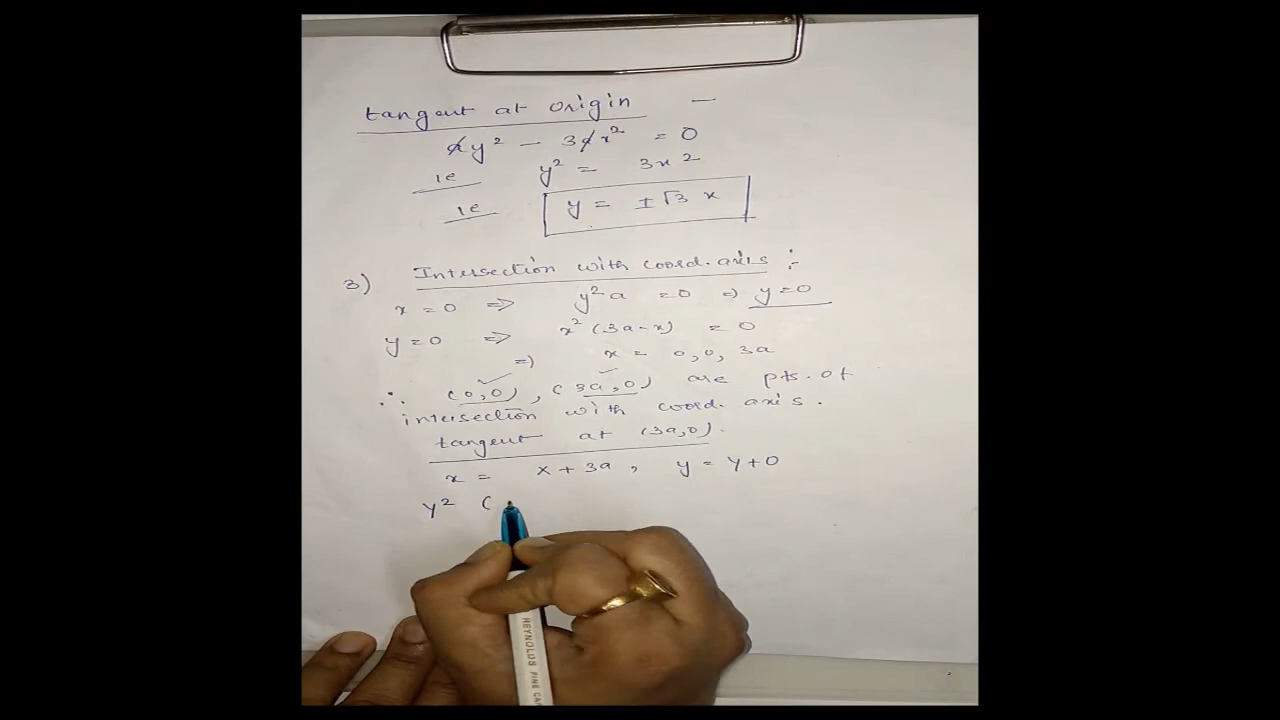 tangent at origin —
ay² - 3ax² = 0
ie y² = 3x²
ie y = ±√3 x
3) Intersection with coord. axis :-
x = 0 => y²a = 0 => y = 0
y = 0 => x² (3a-x) = 0
=) x = 0,0,3a
∴ (0,0), (3a,0) are pts. of
intersection with coord. axis.
tangent at (3a,0).
x = X + 3a, y = Y + 0
Y² (
REYNOLDS FINE CA